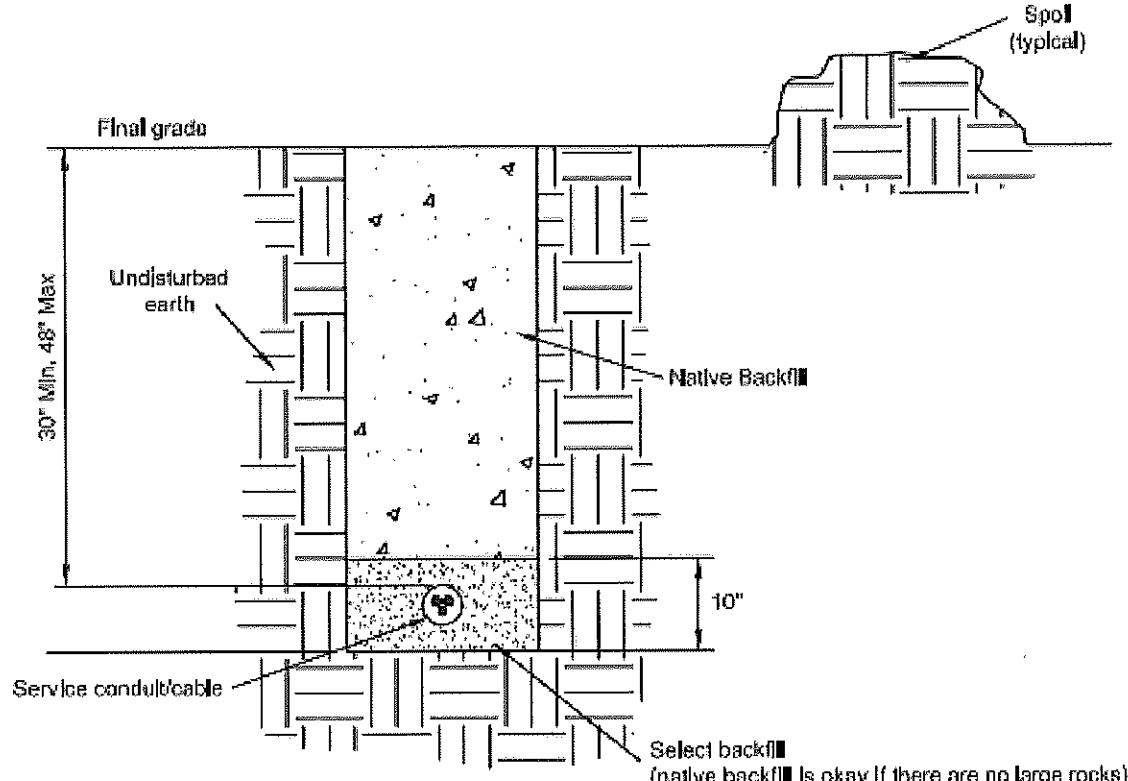 Spoil
(typical)
Final grade
30" Min, 48" Max
Undisturbed
earth
Native Backfill
10"
Service conduit/cable
Select backfill
(native backfill is okay if there are no large rocks)